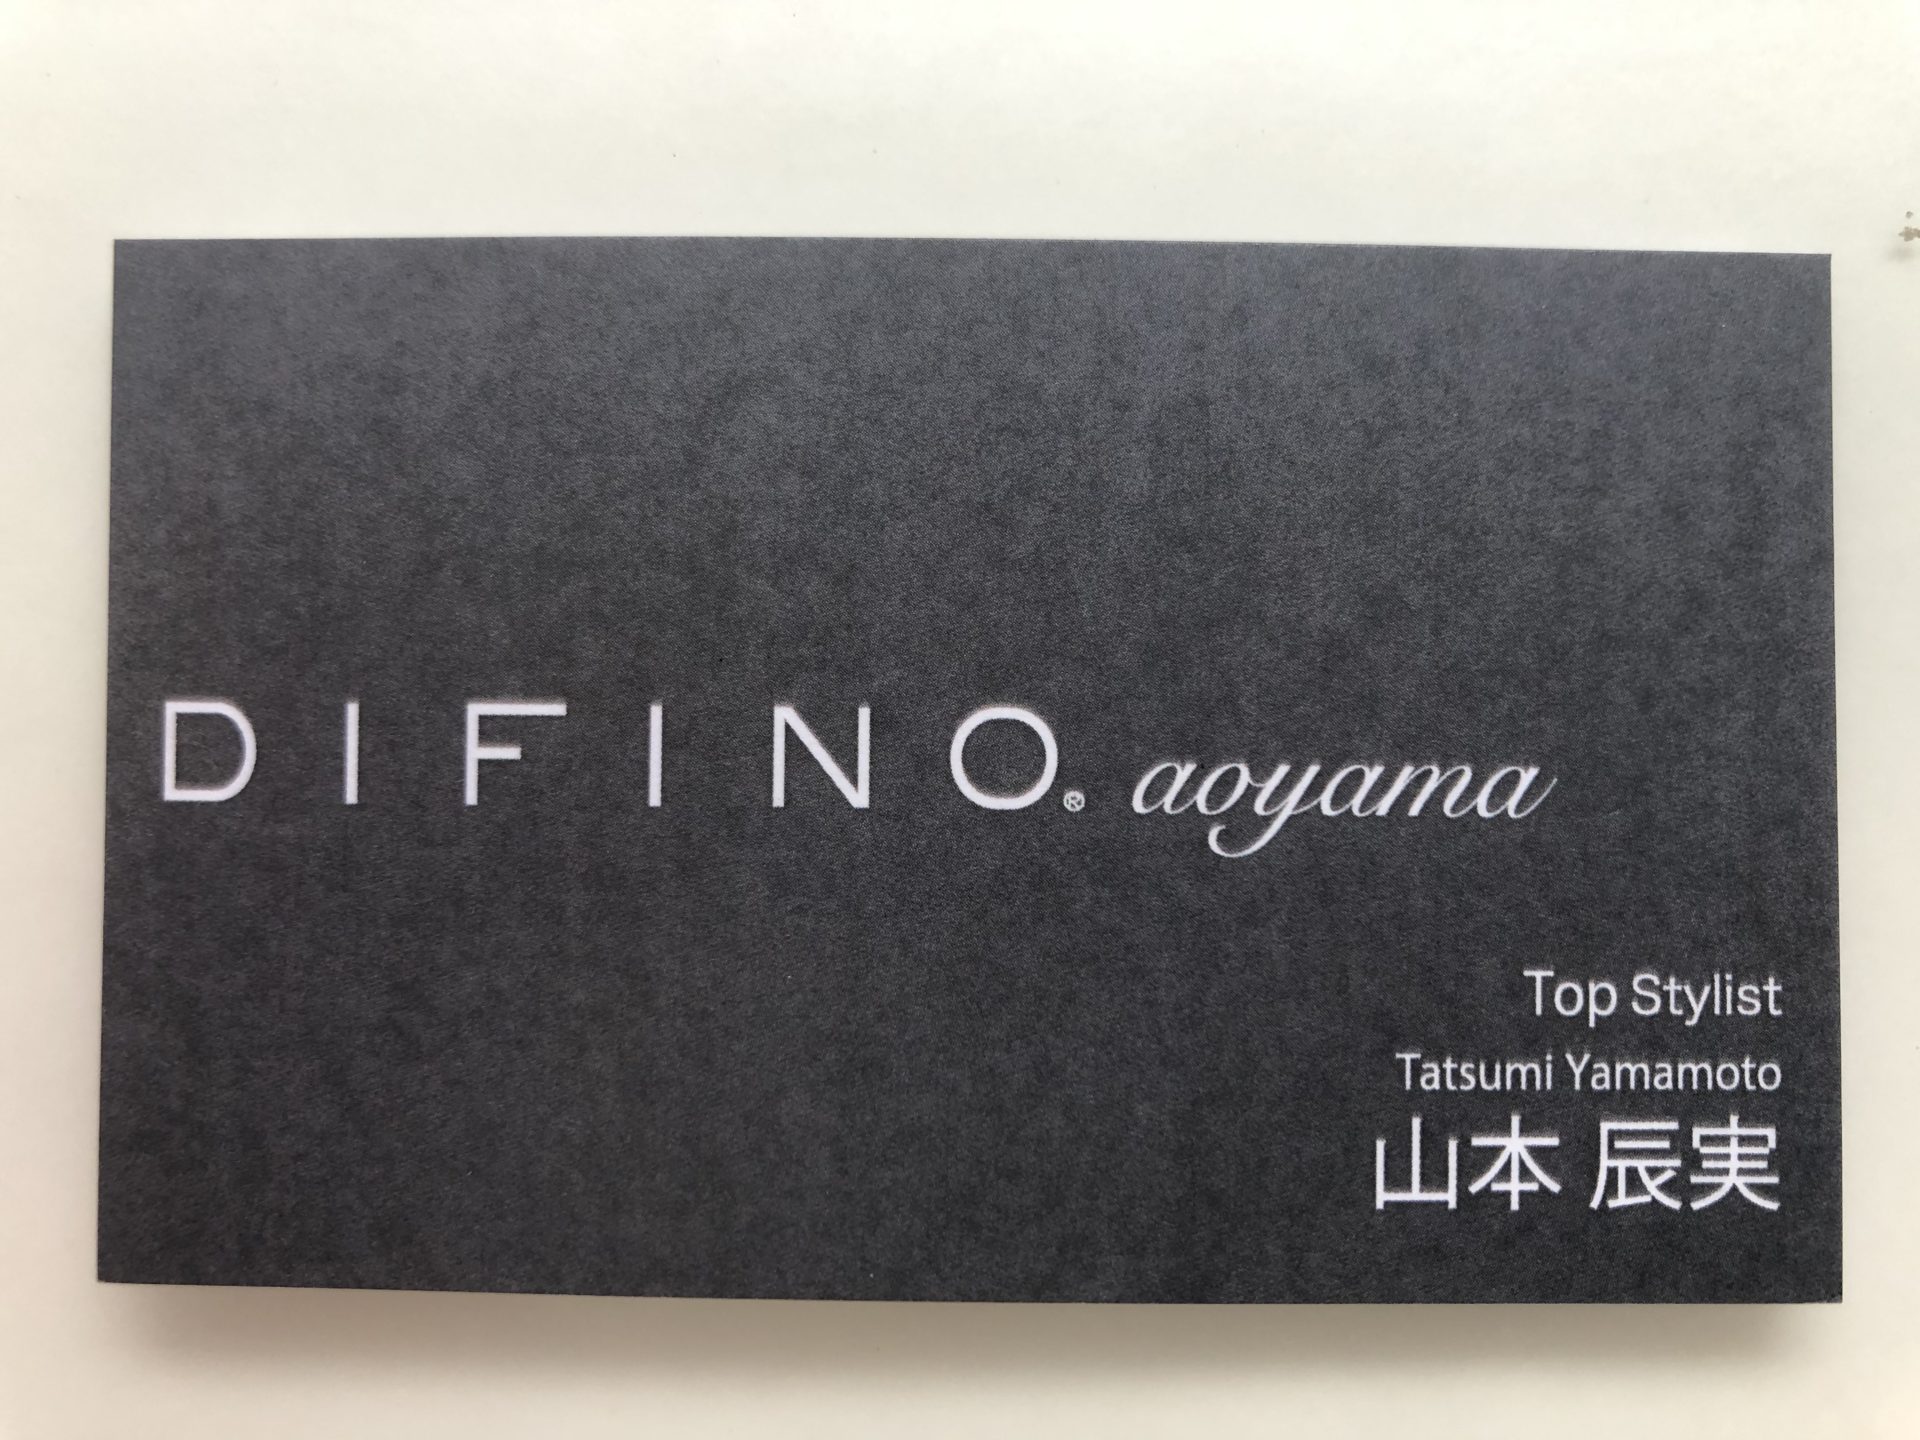 DIFINO® aoyama
Top Stylist
Tatsumi Yamamoto
山本 辰実